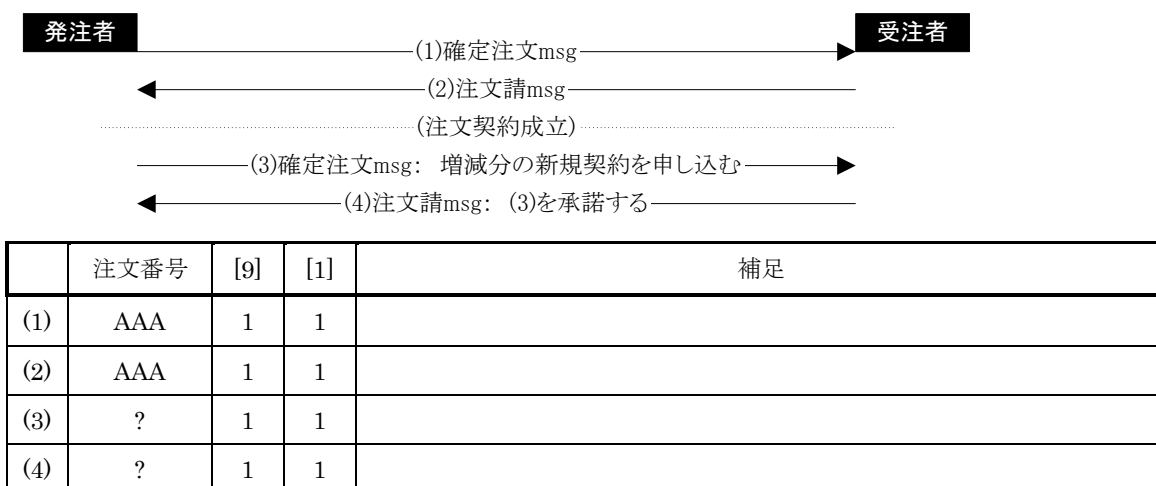 発注者
受注者
(1)確定注文msg
(2)注文請msg
(注文契約成立)
(3)確定注文msg: 増減分の新規契約を申し込む
(4)注文請msg: (3)を承諾する
注文番号 [9] [1] 補足
(1) AAA 1 1
(2) AAA 1 1
(3) ? 1 1
(4) ? 1 1